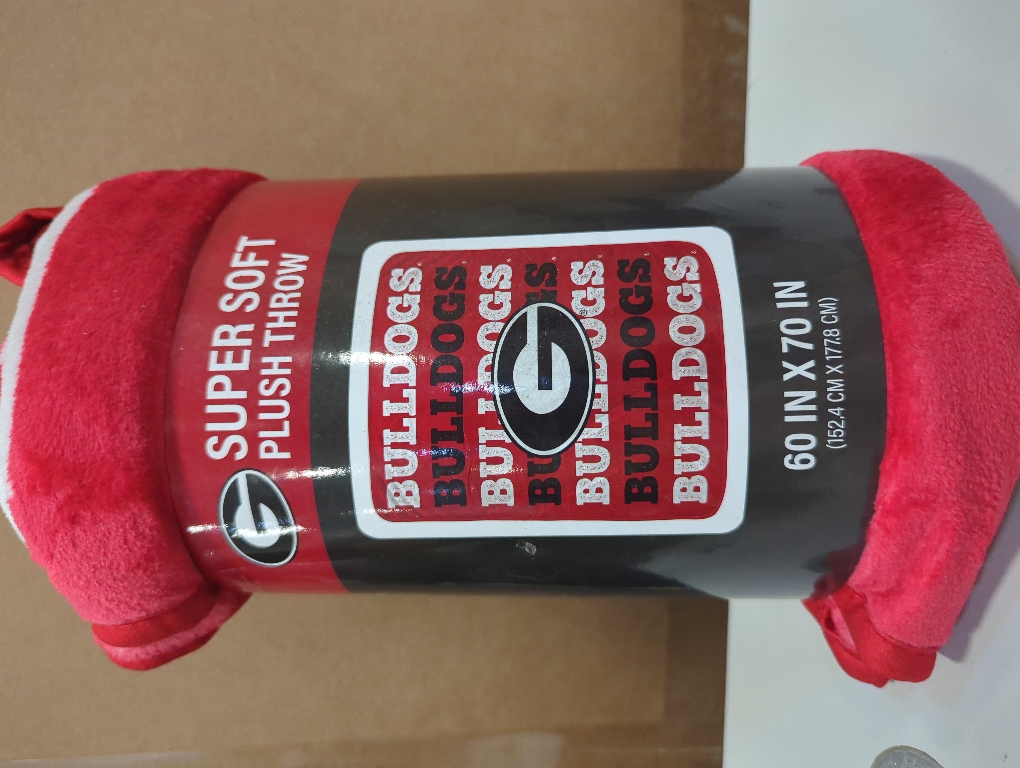 G
SUPER SOFT
PLUSH THROW
BULLDOGS
BULLDOGS
BULLDOGS
BULLDOGS
BULLDOGS
BULLDOGS
BULLDOGS
G
60 IN X 70 IN
(152.4 CM X 177.8 CM)